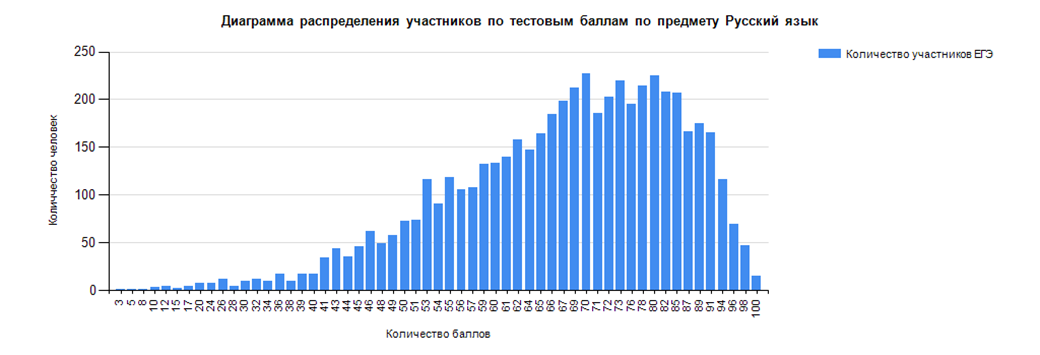 Диаграмма распределения участников по тестовым баллам по предмету Русский язык
Количество участников ЕГЭ
Количчество человек
250
200
150
100
50
0
3 5 8 10 12 15 17 20 24 26 28 30 32 34 36 38 39 40 41 43 44 45 46 48 49 50 51 53 54 55 56 57 59 60 61 62 64 65 66 67 69 70 71 72 73 76 78 80 82 85 87 89 91 94 96 98 100
Количество баллов